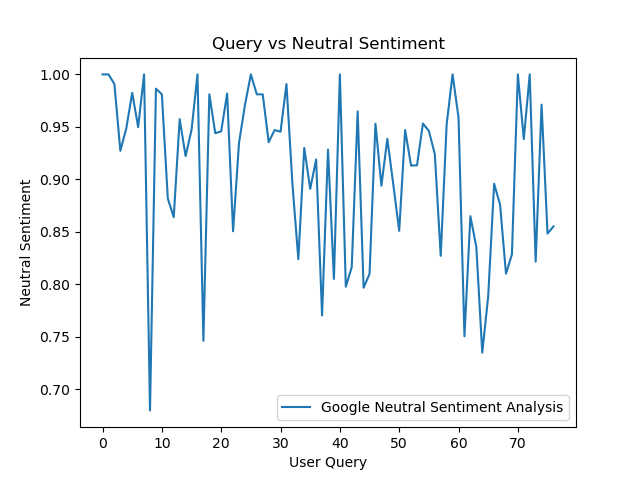 Query vs Neutral Sentiment
1.00
0.95
0.90
0.85
0.80
0.75
0.70
Neutral Sentiment
Google Neutral Sentiment Analysis
0 10 20 30 40 50 60 70
User Query